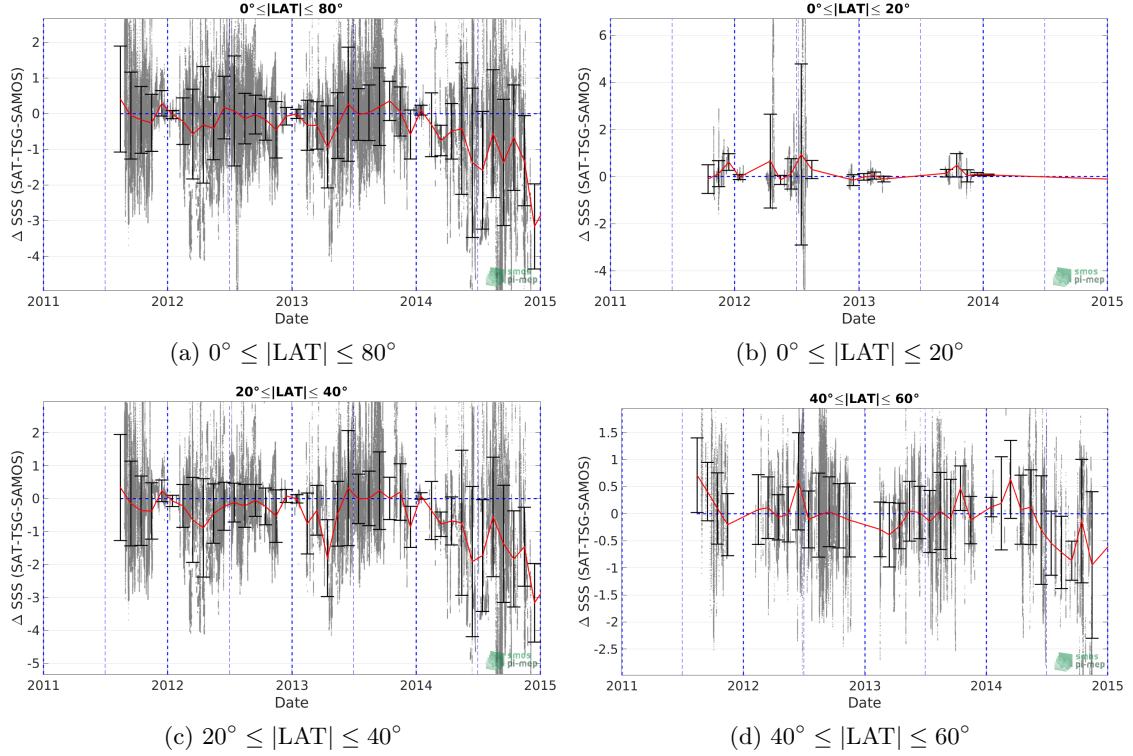 0°≤|LAT|≤ 80°
Δ SSS (SAT-TSG-SAMOS)
2
1
0
-1
-2
-3
-4
2011
2012
2013
2014
2015
Date
smos
pi-mep
(a) 0° ≤ |LAT| ≤ 80°
0°≤|LAT|≤ 20°
Δ SSS (SAT-TSG-SAMOS)
6
4
2
0
-2
-4
2011
2012
2013
2014
2015
Date
smos
pi-mep
(b) 0° ≤ |LAT| ≤ 20°
20°≤|LAT|≤ 40°
Δ SSS (SAT-TSG-SAMOS)
2
1
0
-1
-2
-3
-4
-5
2011
2012
2013
2014
2015
Date
smos
pi-mep
(c) 20° ≤ |LAT| ≤ 40°
40°≤|LAT|≤ 60°
Δ SSS (SAT-TSG-SAMOS)
1.5
1
0.5
0
-0.5
-1
-1.5
-2
-2.5
2011
2012
2013
2014
2015
Date
smos
pi-mep
(d) 40° ≤ |LAT| ≤ 60°